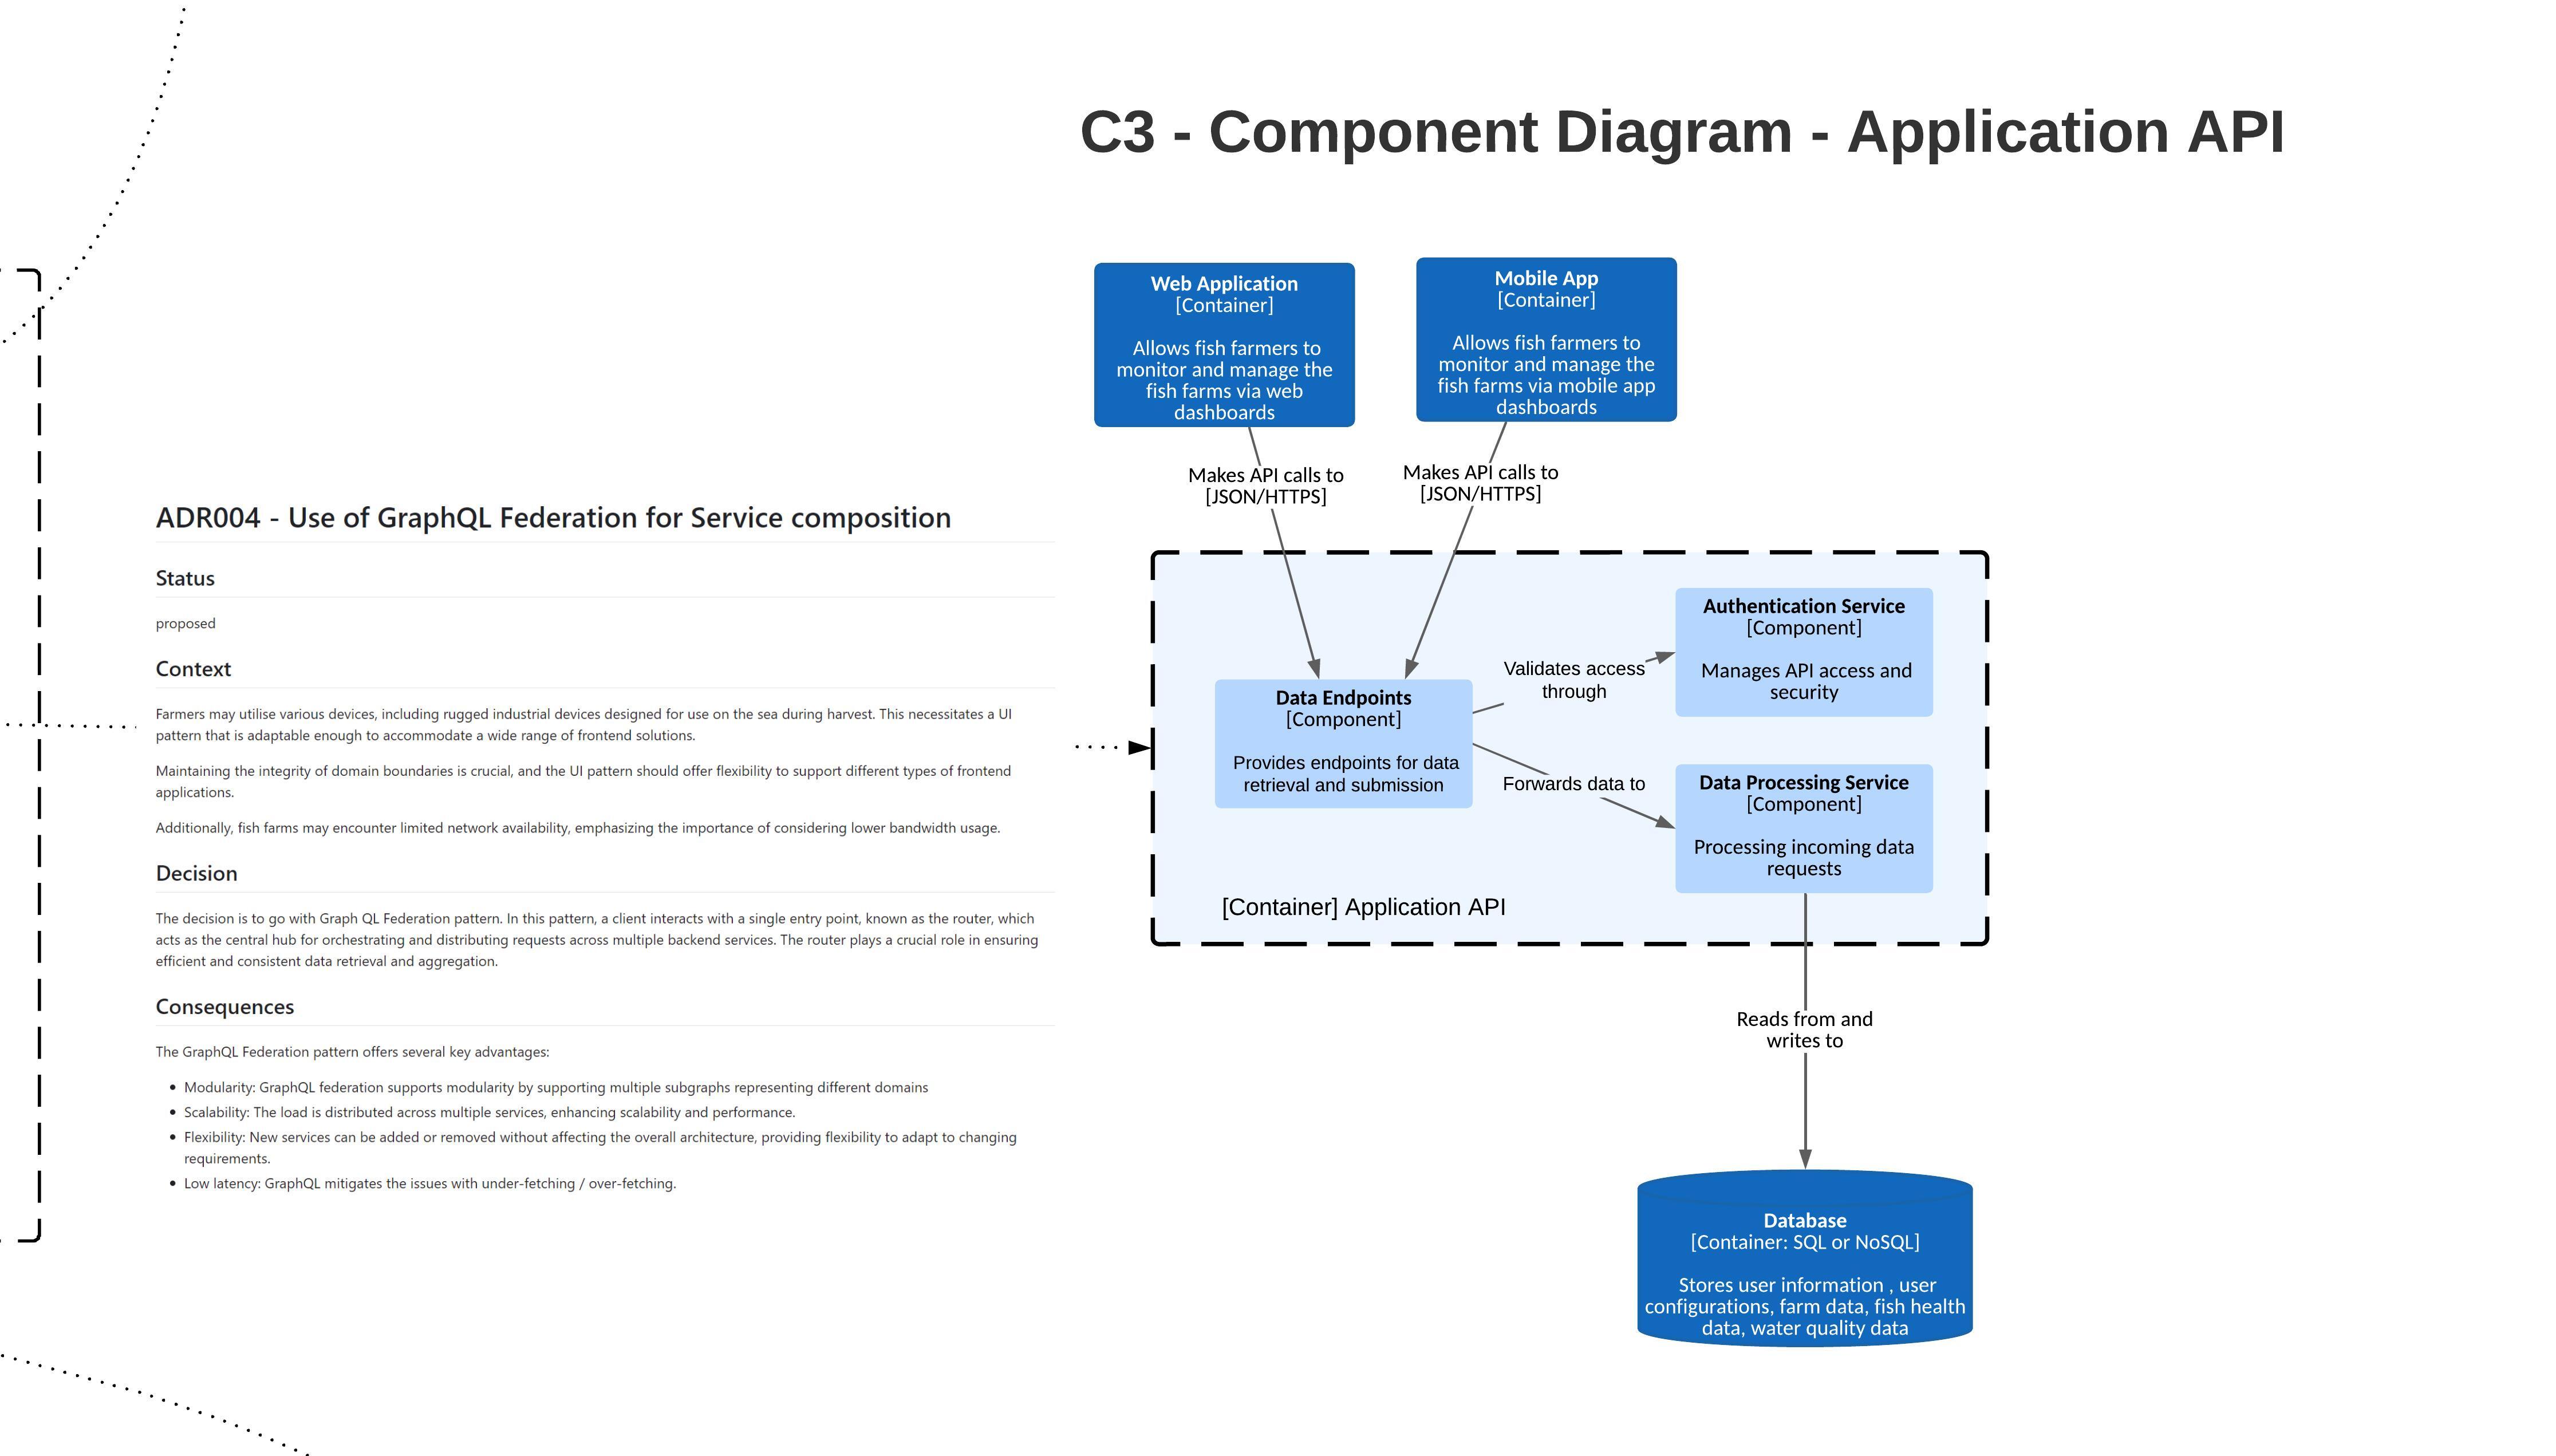 C3 - Component Diagram - Application API
ADR004 - Use of GraphQL Federation for Service composition
Status
proposed
Context
Farmers may utilise various devices, including rugged industrial devices designed for use on the sea during harvest. This necessitates a UI
pattern that is adaptable enough to accommodate a wide range of frontend solutions.
Maintaining the integrity of domain boundaries is crucial, and the UI pattern should offer flexibility to support different types of frontend
applications.
Additionally, fish farms may encounter limited network availability, emphasizing the importance of considering lower bandwidth usage.
Decision
The decision is to go with Graph QL Federation pattern. In this pattern, a client interacts with a single entry point, known as the router, which
acts as the central hub for orchestrating and distributing requests across multiple backend services. The router plays a crucial role in ensuring
efficient and consistent data retrieval and aggregation.
Consequences
The GraphQL Federation pattern offers several key advantages:
• Modularity: GraphQL federation supports modularity by supporting multiple subgraphs representing different domains
• Scalability: The load is distributed across multiple services, enhancing scalability and performance.
• Flexibility: New services can be added or removed without affecting the overall architecture, providing flexibility to adapt to changing
requirements.
• Low latency: GraphQL mitigates the issues with under-fetching / over-fetching.
Web Application
[Container]
Allows fish farmers to
monitor and manage the
fish farms via web
dashboards
Mobile App
[Container]
Allows fish farmers to
monitor and manage the
fish farms via mobile app
dashboards
Makes API calls to
[JSON/HTTPS]
Makes API calls to
[JSON/HTTPS]
Data Endpoints
[Component]
Provides endpoints for data
retrieval and submission
Validates access
through
Authentication Service
[Component]
Manages API access and
security
Forwards data to
Data Processing Service
[Component]
Processing incoming data
requests
[Container] Application API
Reads from and
writes to
Database
[Container: SQL or NoSQL]
Stores user information , user
configurations, farm data, fish health
data, water quality data